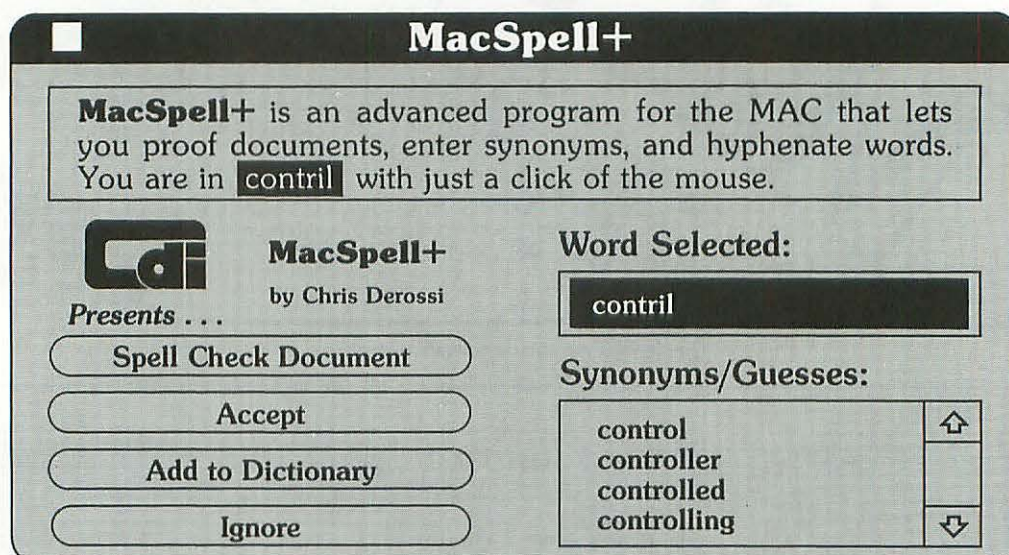 MacSpell+
MacSpell+ is an advanced program for the MAC that lets
you proof documents, enter synonyms, and hyphenate words.
You are in contril with just a click of the mouse.
Cdi
Presents . . .
MacSpell+
by Chris Derossi
Spell Check Document
Accept
Add to Dictionary
Ignore
Word Selected:
contril
Synonyms/Guesses:
control
controller
controlled
controlling